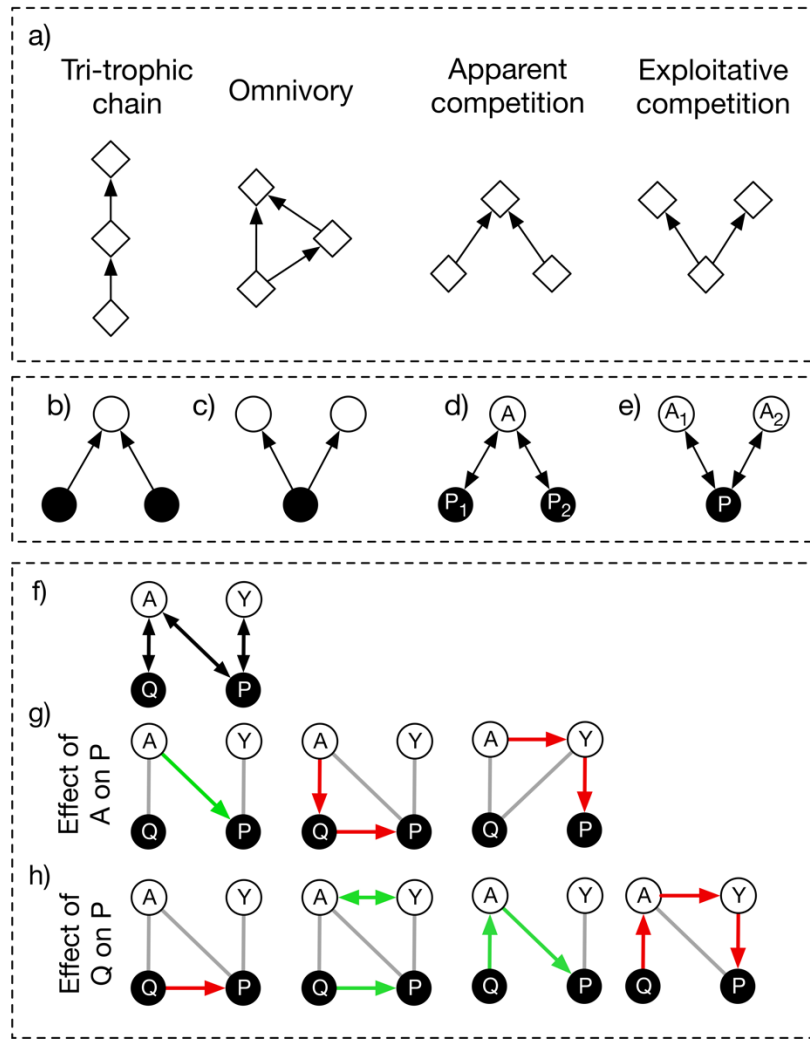 a)
Tri-trophic
chain
Omnivory
Apparent
competition
Exploitative
competition
b)
c)
d)
A
P1
P2
e)
A1
A2
P
f)
A
Y
Q
P
g)
Effect of
A on P
A
Y
Q
P
A
Y
Q
P
A
Y
Q
P
h)
Effect of
Q on P
A
Y
Q
P
A
Y
Q
P
A
Y
Q
P
A
Y
Q
P